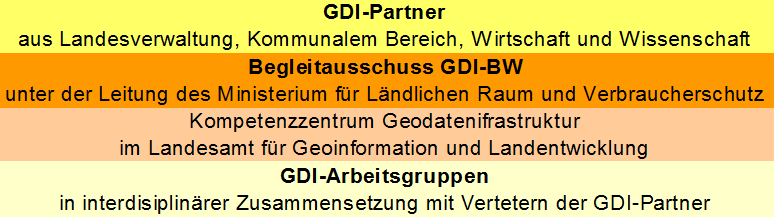 GDI-Partner
aus Landesverwaltung, Kommunalem Bereich, Wirtschaft und Wissenschaft
Begleitausschuss GDI-BW
unter der Leitung des Ministerium für Ländlichen Raum und Verbraucherschutz
Kompetenzzentrum Geodatenifrastruktur
im Landesamt für Geoinformation und Landentwicklung
GDI-Arbeitsgruppen
in interdisiplinärer Zusammensetzung mit Vertetern der GDI-Partner